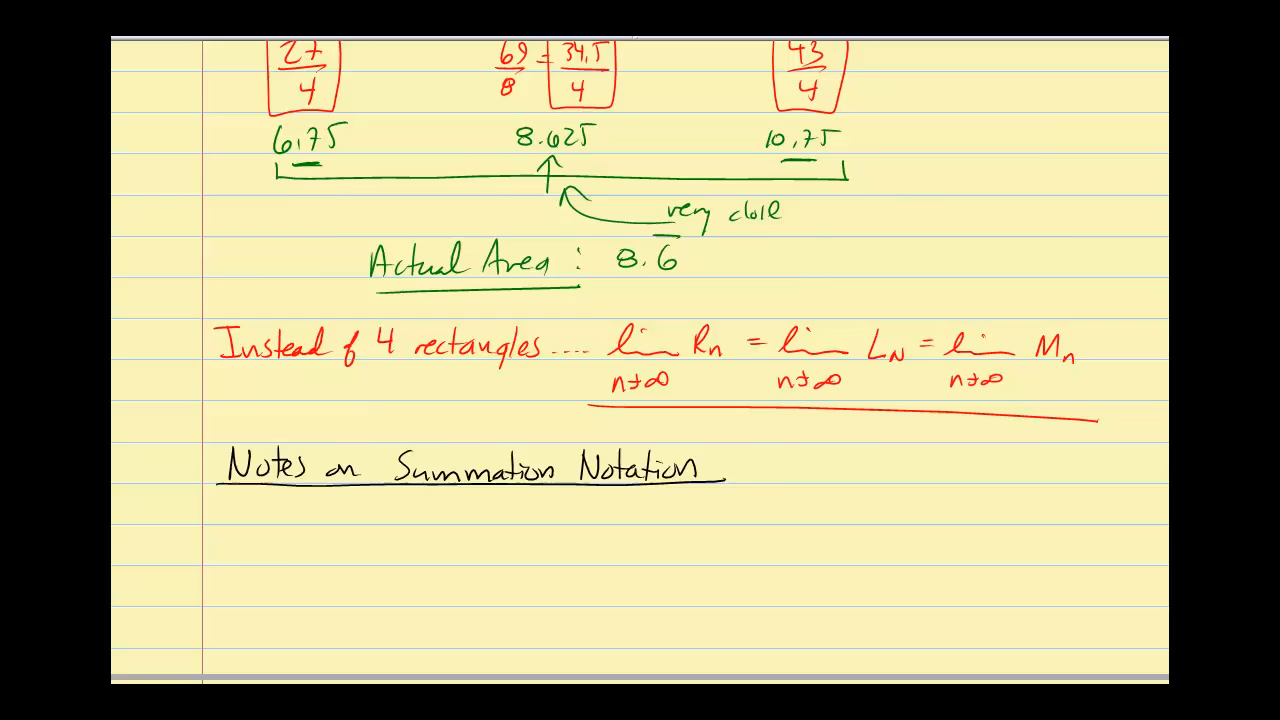 27/4 69/8 = 34.5/4 43/4
6.75 8.625 10.75
very close
Actual Area : 8.6̅
Instead of 4 rectangles .... lim n→∞ Rn = lim n→∞ LN = lim n→∞ Mn
Notes on Summation Notation